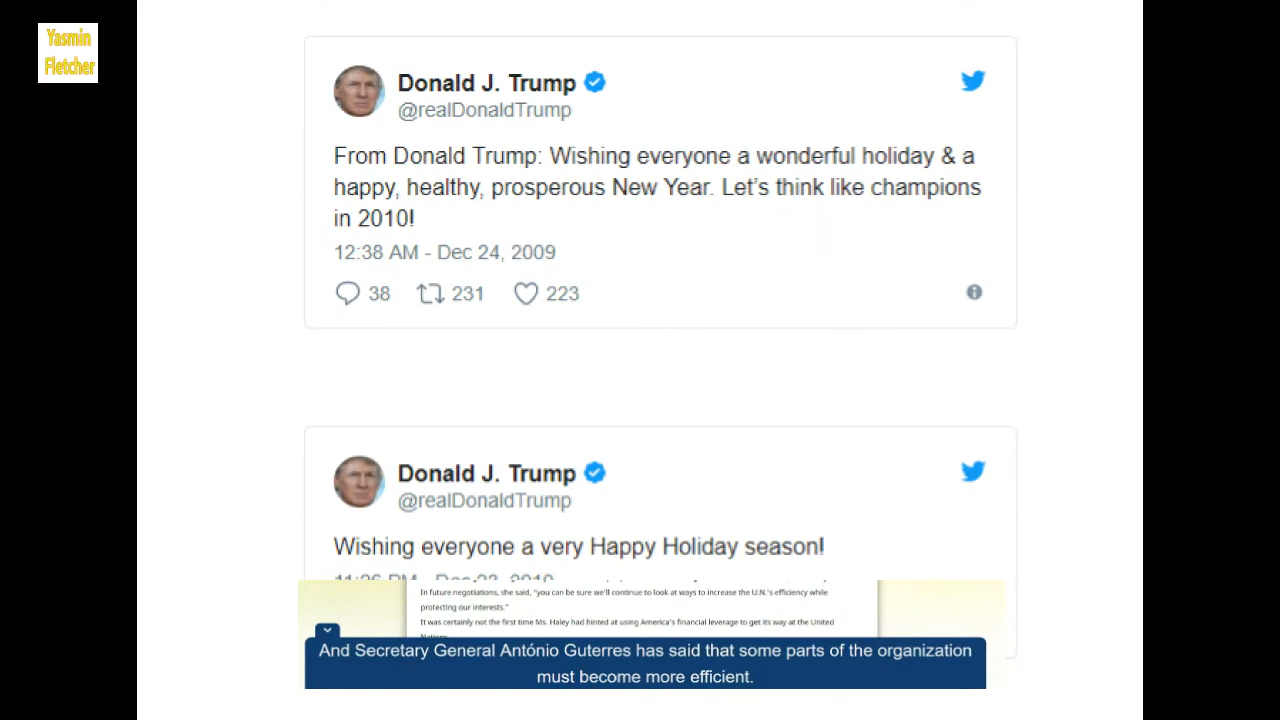 Yasmin
Fletcher
Donald J. Trump
@realDonaldTrump
From Donald Trump: Wishing everyone a wonderful holiday & a
happy, healthy, prosperous New Year. Let’s think like champions
in 2010!
12:38 AM - Dec 24, 2009
38 231 223
Donald J. Trump
@realDonaldTrump
Wishing everyone a very Happy Holiday season!
In future negotiations, she said, "you can be sure we'll continue to look at ways to increase the U.N.'s efficiency while
protecting our interests."
It was certainly not the first time Ms. Haley had hinted at using America's financial leverage to get its way at the United
And Secretary General António Guterres has said that some parts of the organization
must become more efficient.